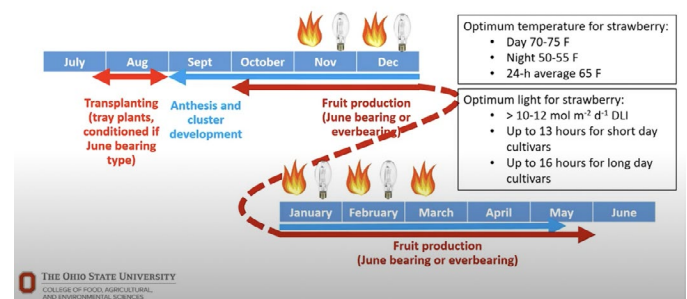 July Aug Sept October Nov Dec
Transplanting
(tray plants,
conditioned if
June bearing
type)
Anthesis and
cluster
development
Fruit production
(June bearing or
everbearing)
Optimum temperature for strawberry:
• Day 70-75 F
• Night 50-55 F
• 24-h average 65 F
Optimum light for strawberry:
• > 10-12 mol m⁻² d⁻¹ DLI
• Up to 13 hours for short day
cultivars
• Up to 16 hours for long day
cultivars
January February March April May June
Fruit production
(June bearing or everbearing)
THE OHIO STATE UNIVERSITY
COLLEGE OF FOOD, AGRICULTURAL,
AND ENVIRONMENTAL SCIENCES